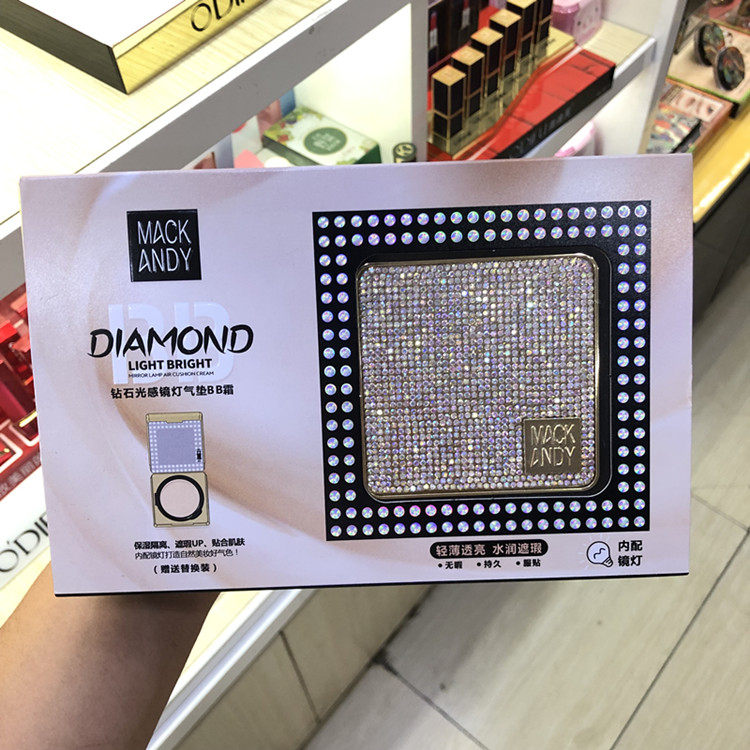 MACK
ANDY
BB
DIAMOND
LIGHT BRIGHT
MIRROR LAMP AIR CUSHION CREAM
钻石光感镜灯气垫BB霜
保湿隔离、遮瑕UP、贴合肌肤
内配镜灯打造自然美妆好气色！
（赠送替换装）
MACK
ANDY
轻薄透亮 水润遮瑕
•无暇 •持久 •服贴
内配
镜灯